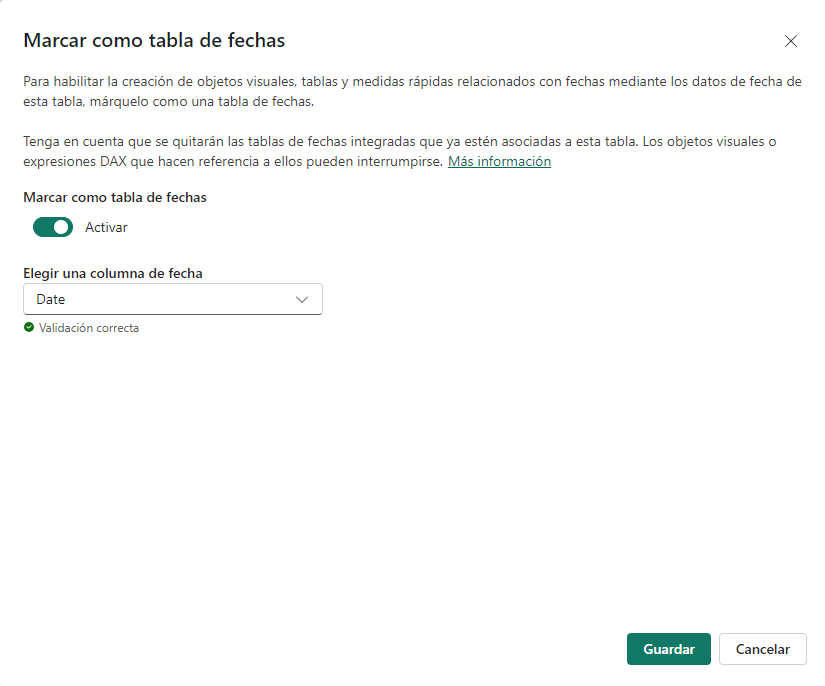 Marcar como tabla de fechas
Para habilitar la creación de objetos visuales, tablas y medidas rápidas relacionados con fechas mediante los datos de fecha de
esta tabla, márquelo como una tabla de fechas.
Tenga en cuenta que se quitarán las tablas de fechas integradas que ya estén asociadas a esta tabla. Los objetos visuales o
expresiones DAX que hacen referencia a ellos pueden interrumpirse. Más información
Marcar como tabla de fechas
Activar
Elegir una columna de fecha
Date
Validación correcta
Guardar Cancelar